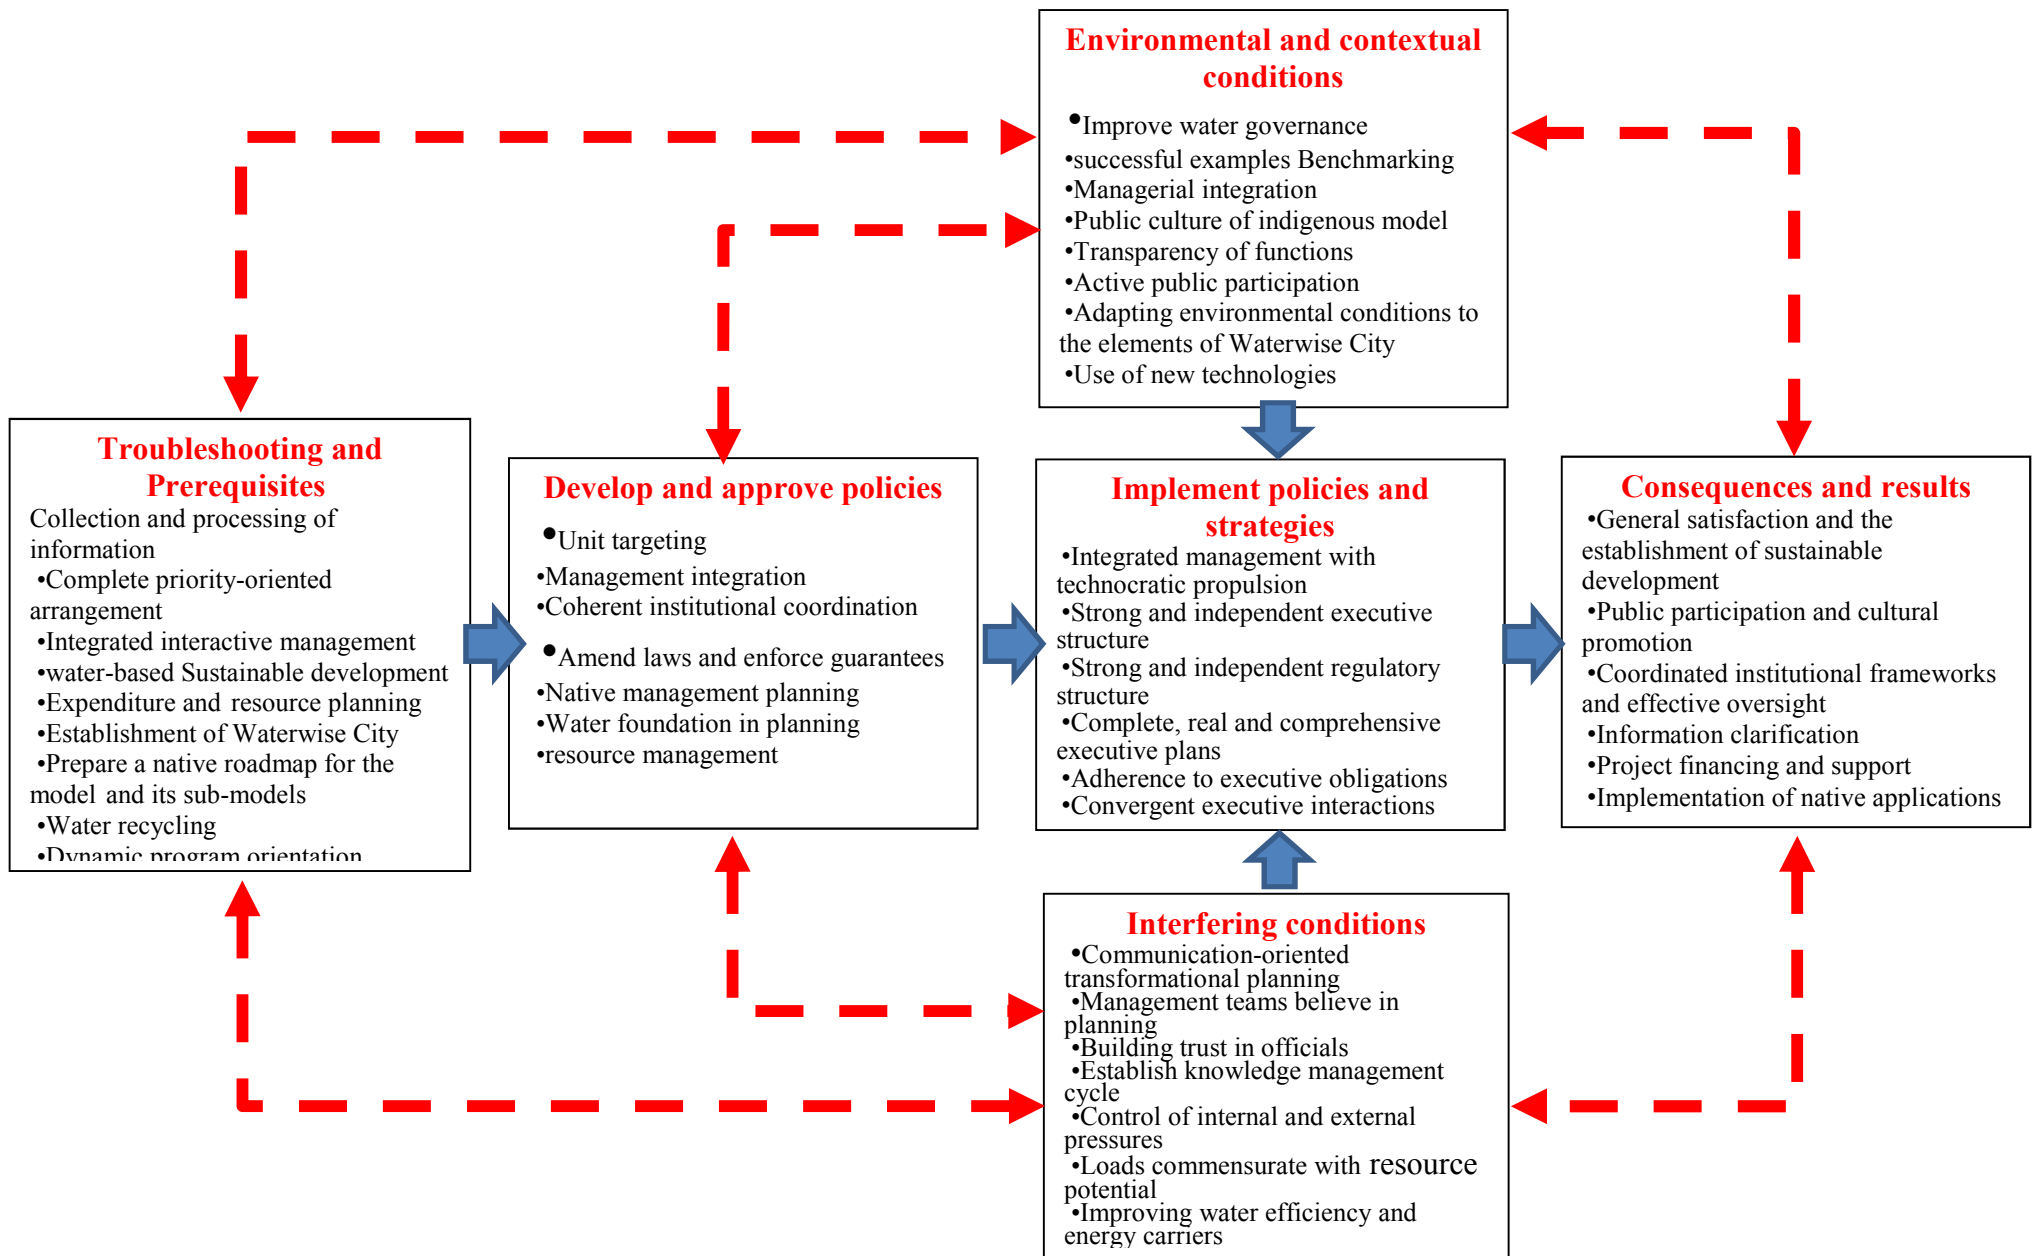 Environmental and contextual
conditions
•Improve water governance
•successful examples Benchmarking
•Managerial integration
•Public culture of indigenous model
•Transparency of functions
•Active public participation
•Adapting environmental conditions to
the elements of Waterwise City
•Use of new technologies
Troubleshooting and
Prerequisites
Collection and processing of
information
•Complete priority-oriented
arrangement
•Integrated interactive management
•water-based Sustainable development
•Expenditure and resource planning
•Establishment of Waterwise City
•Prepare a native roadmap for the
model and its sub-models
•Water recycling
•Dynamic program orientation
Develop and approve policies
•Unit targeting
•Management integration
•Coherent institutional coordination
•Amend laws and enforce guarantees
•Native management planning
•Water foundation in planning
•resource management
Implement policies and
strategies
•Integrated management with
technocratic propulsion
•Strong and independent executive
structure
•Strong and independent regulatory
structure
•Complete, real and comprehensive
executive plans
•Adherence to executive obligations
•Convergent executive interactions
Consequences and results
•General satisfaction and the
establishment of sustainable
development
•Public participation and cultural
promotion
•Coordinated institutional frameworks
and effective oversight
•Information clarification
•Project financing and support
•Implementation of native applications
Interfering conditions
•Communication-oriented
transformational planning
•Management teams believe in
planning
•Building trust in officials
•Establish knowledge management
cycle
•Control of internal and external
pressures
•Loads commensurate with resource
potential
•Improving water efficiency and
energy carriers